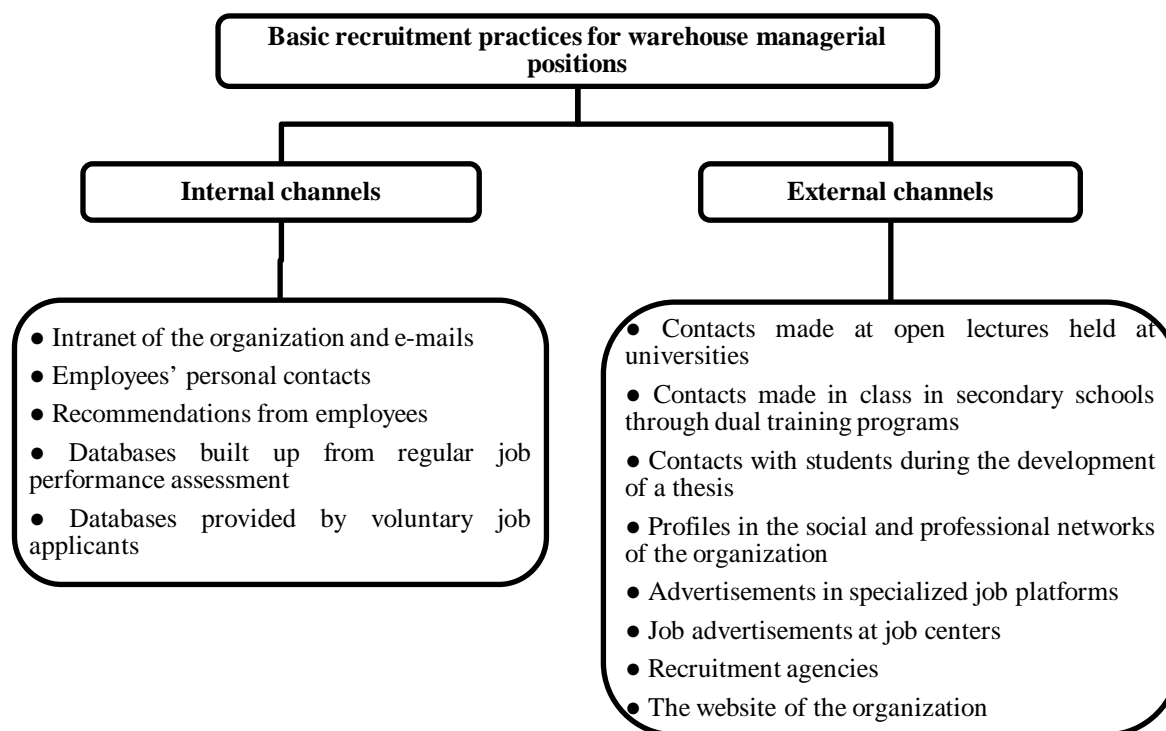 Basic recruitment practices for warehouse managerial
positions
Internal channels
External channels
● Intranet of the organization and e-mails
● Employees’ personal contacts
● Recommendations from employees
● Databases built up from regular job
performance assessment
● Databases provided by voluntary job
applicants
● Contacts made at open lectures held at
universities
● Contacts made in class in secondary schools
through dual training programs
● Contacts with students during the development
of a thesis
● Profiles in the social and professional networks
of the organization
● Advertisements in specialized job platforms
● Job advertisements at job centers
● Recruitment agencies
● The website of the organization